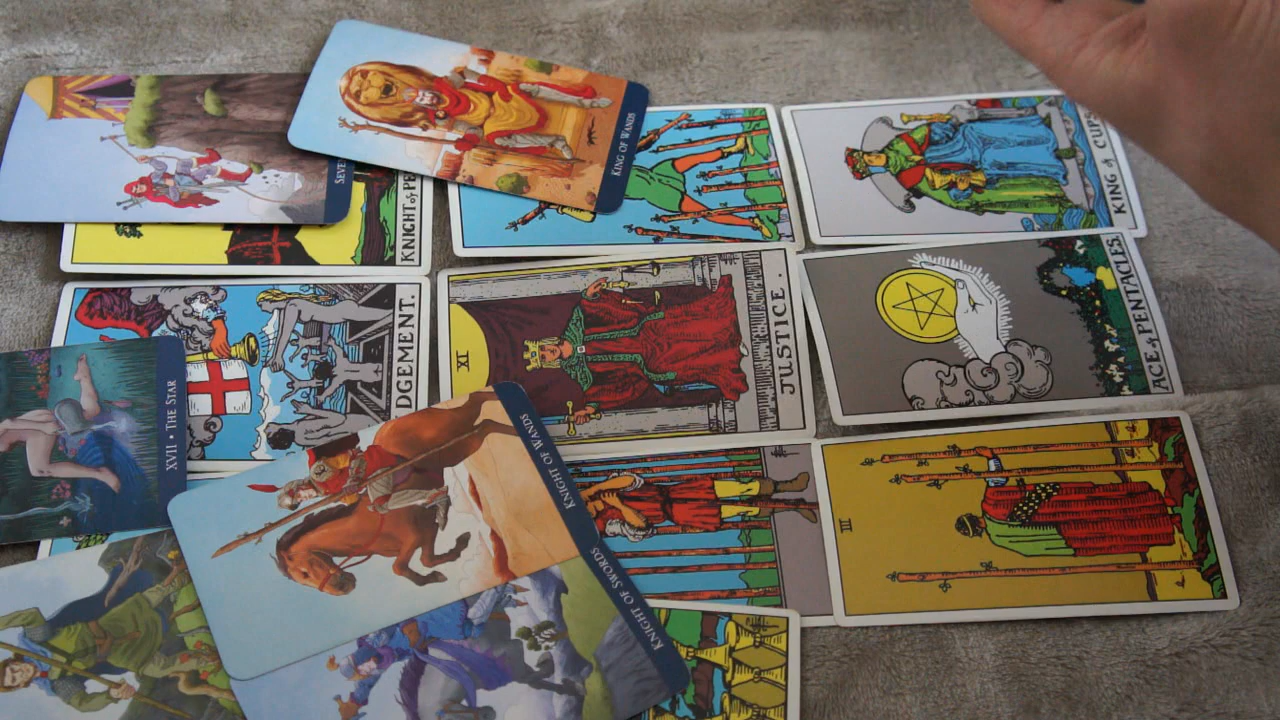 SEVE
KING OF WANDS
KNIGHT of PE
KING of CUPS.
DGEMENT.
XI
JUSTICE.
ACE of PENTACLES.
XVII • THE STAR
KNIGHT OF WANDS
III
KNIGHT OF SWORDS